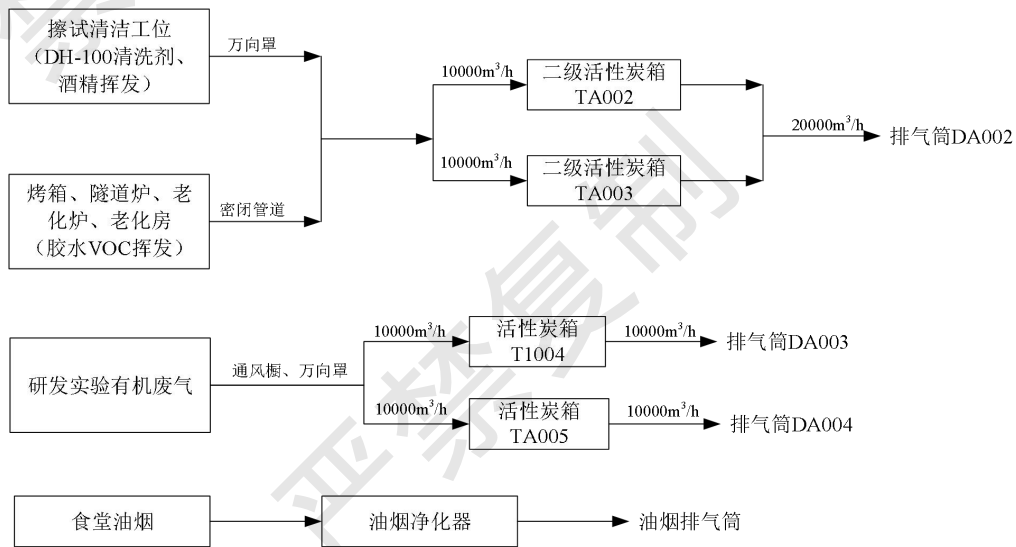 擦试清洁工位
（DH-100清洗剂、
酒精挥发）
万向罩
烤箱、隧道炉、老
化炉、老化房
（胶水VOC挥发）
密闭管道
10000m³/h
二级活性炭箱
TA002
10000m³/h
二级活性炭箱
TA003
20000m³/h
排气筒DA002
研发实验有机废气
通风橱、万向罩
10000m³/h
活性炭箱
T1004
10000m³/h
排气筒DA003
10000m³/h
活性炭箱
TA005
10000m³/h
排气筒DA004
食堂油烟
油烟净化器
油烟排气筒
严禁复制
禁